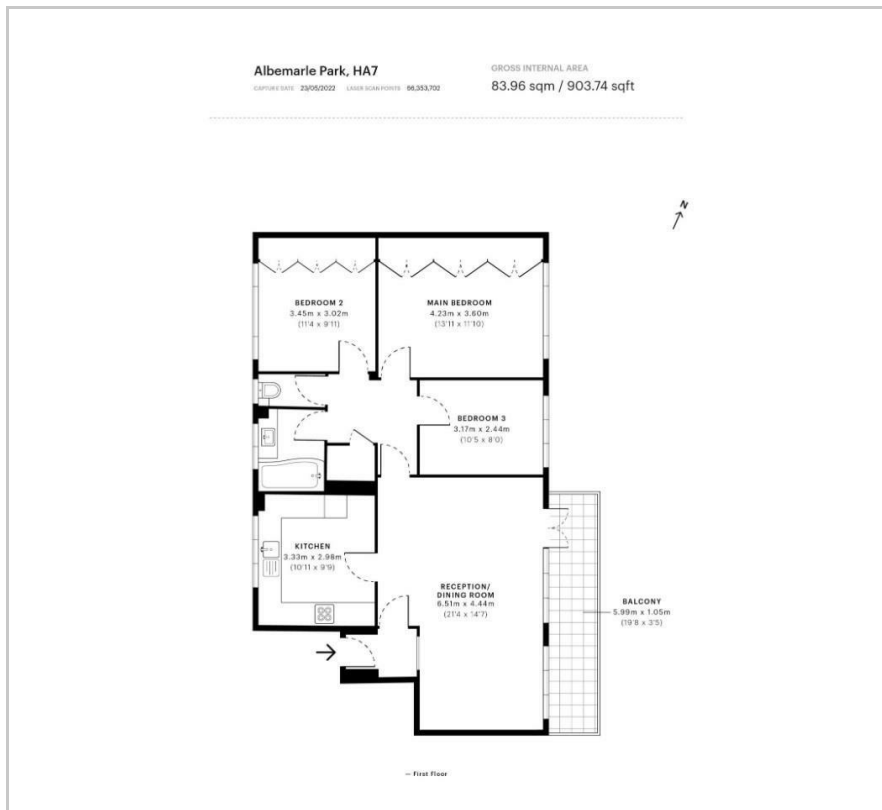 Albemarle Park, HA7
CAPTURE DATE 23/05/2022 LASER SCAN POINTS 66,353,702
GROSS INTERNAL AREA
83.96 sqm / 903.74 sqft
N
BEDROOM 2
3.45m x 3.02m
(11'4 x 9'11)
MAIN BEDROOM
4.23m x 3.60m
(13'11 x 11'10)
BEDROOM 3
3.17m x 2.44m
(10'5 x 8'0)
KITCHEN
3.33m x 2.98m
(10'11 x 9'9)
RECEPTION/
DINING ROOM
6.51m x 4.44m
(21'4 x 14'7)
BALCONY
5.99m x 1.05m
(19'8 x 3'5)
— First Floor